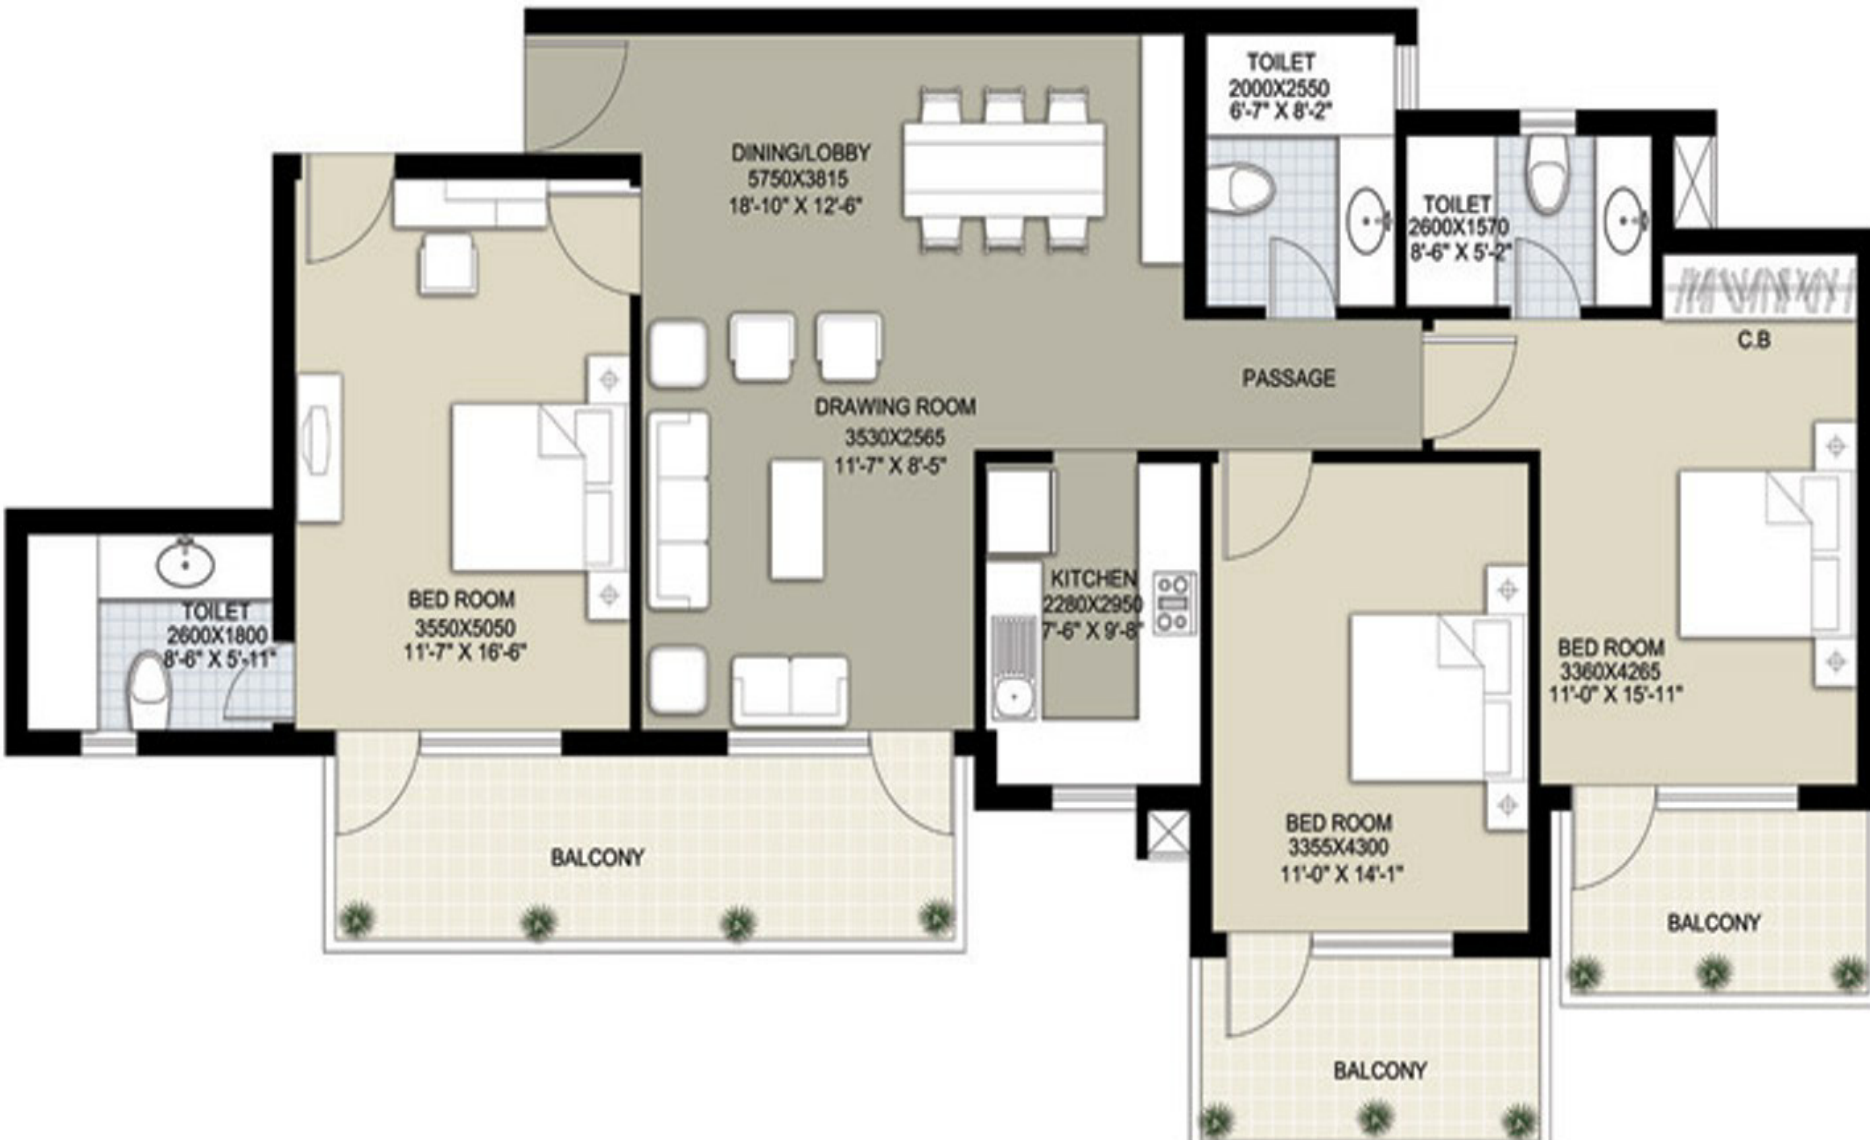 TOILET
2000X2550
6'-7" X 8'-2"
DINING/LOBBY
5750X3815
18'-10" X 12'-6"
TOILET
2600X1570
8'-6" X 5'-2"
C.B
PASSAGE
DRAWING ROOM
3530X2565
11'-7" X 8'-5"
KITCHEN
2280X2950
7'-6" X 9'-8"
TOILET
2600X1800
8'-6" X 5'-11"
BED ROOM
3550X5050
11'-7" X 16'-6"
BED ROOM
3360X4265
11'-0" X 15'-11"
BED ROOM
3355X4300
11'-0" X 14'-1"
BALCONY
BALCONY
BALCONY